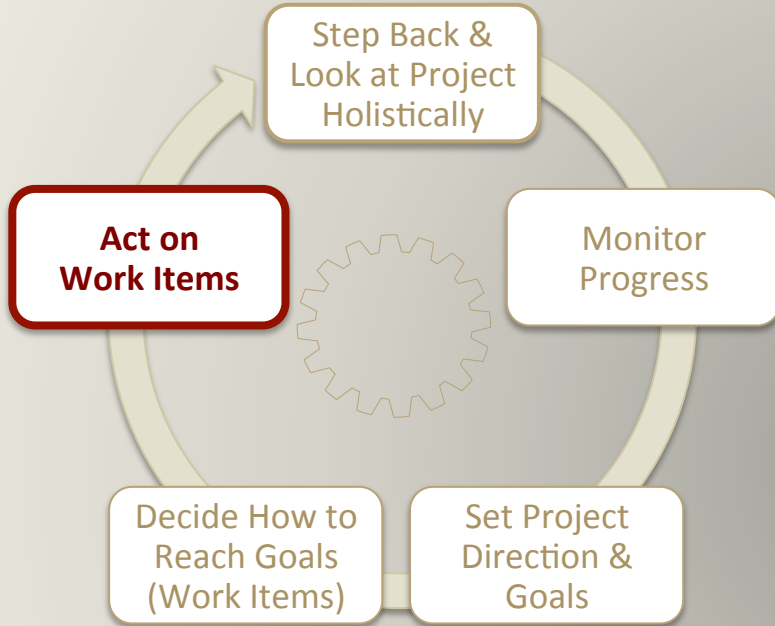 Step Back &
Look at Project
Holistically
Monitor
Progress
Set Project
Direction &
Goals
Decide How to
Reach Goals
(Work Items)
Act on
Work Items